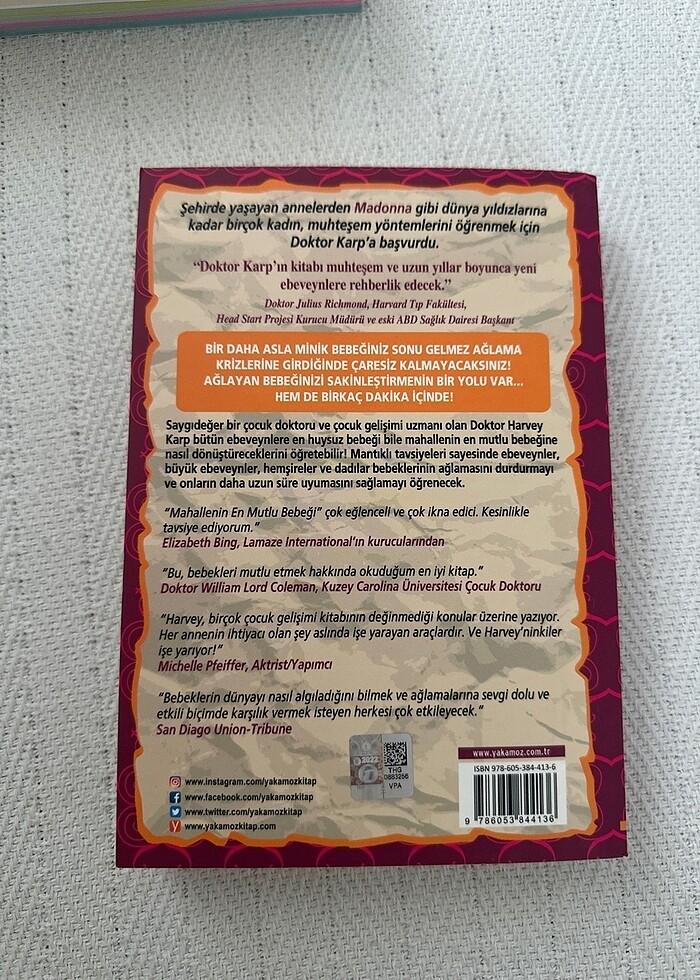 Şehirde yaşayan annelerden Madonna gibi dünya yıldızlarına
kadar birçok kadın, muhteşem yöntemlerini öğrenmek için
Doktor Karp'a başvurdu.
“Doktor Karp'ın kitabı muhteşem ve uzun yıllar boyunca yeni
ebeveynlere rehberlik edecek.”
Doktor Julius Richmond, Harvard Tıp Fakültesi,
Head Start Projesi Kurucu Müdürü ve eski ABD Sağlık Dairesi Başkanı
BİR DAHA ASLA MİNİK BEBEĞİNİZ SONU GELMEZ AĞLAMA
KRİZLERİNE GİRDİĞİNDE ÇARESİZ KALMAYACAKSINIZ!
AĞLAYAN BEBEĞİNİZİ SAKİNLEŞTİRMENİN BİR YOLU VAR...
HEM DE BİRKAÇ DAKİKA İÇİNDE!
Saygıdeğer bir çocuk doktoru ve çocuk gelişimi uzmanı olan Doktor Harvey
Karp bütün ebeveynlere en huysuz bebeği bile mahallenin en mutlu bebeğine
nasıl dönüştüreceklerini öğretebilir! Mantıklı tavsiyeleri sayesinde ebeveynler,
büyük ebeveynler, hemşireler ve dadılar bebeklerinin ağlamasını durdurmayı
ve onların daha uzun süre uyumasını sağlamayı öğrenecek.
“Mahallenin En Mutlu Bebeği” çok eğlenceli ve çok ikna edici. Kesinlikle
tavsiye ediyorum.”
Elizabeth Bing, Lamaze International'ın kurucularından
“Bu, bebekleri mutlu etmek hakkında okuduğum en iyi kitap.”
Doktor William Lord Coleman, Kuzey Carolina Üniversitesi Çocuk Doktoru
“Harvey, birçok çocuk gelişimi kitabının değinmediği konular üzerine yazıyor.
Her annenin ihtiyacı olan şey aslında işe yarayan araçlardır. Ve Harvey'ninkiler
işe yarıyor!”
Michelle Pfeiffer, Aktrist/Yapımcı
“Bebeklerin dünyayı nasıl algıladığını bilmek ve ağlamalarına sevgi dolu ve
etkili biçimde karşılık vermek isteyen herkesi çok etkileyecek.”
San Diago Union-Tribune
2022
THG
0883256
VPA
www.instagram.com/yakamozkitap
www.facebook.com/yakamozkitap
www.twitter.com/yakamozkitap
www.yakamozkitap.com
www.yakamoz.com.tr
ISBN 978-605-384-413-6
9 786053 844136